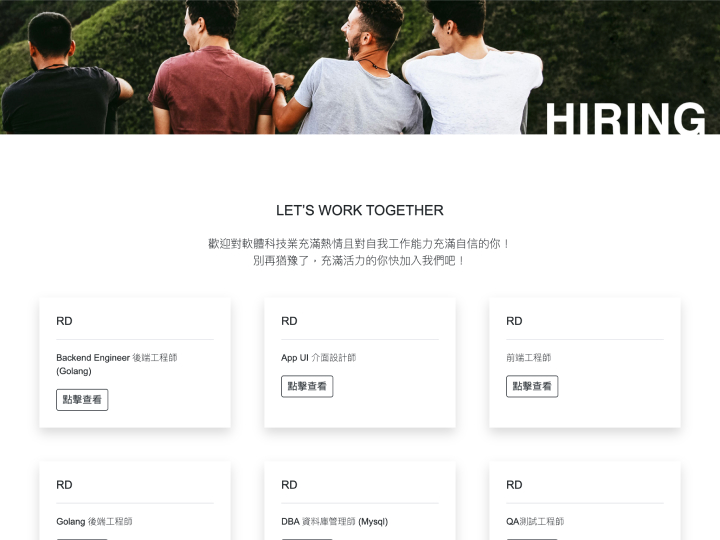 HIRING
LET'S WORK TOGETHER
歡迎對軟體科技業充滿熱情且對自我工作能力充滿自信的你！
別再猶豫了，充滿活力的你快加入我們吧！
RD
Backend Engineer 後端工程師
(Golang)
點擊查看
RD
App UI 介面設計師
點擊查看
RD
前端工程師
點擊查看
RD
Golang 後端工程師
RD
DBA 資料庫管理師 (Mysql)
RD
QA測試工程師